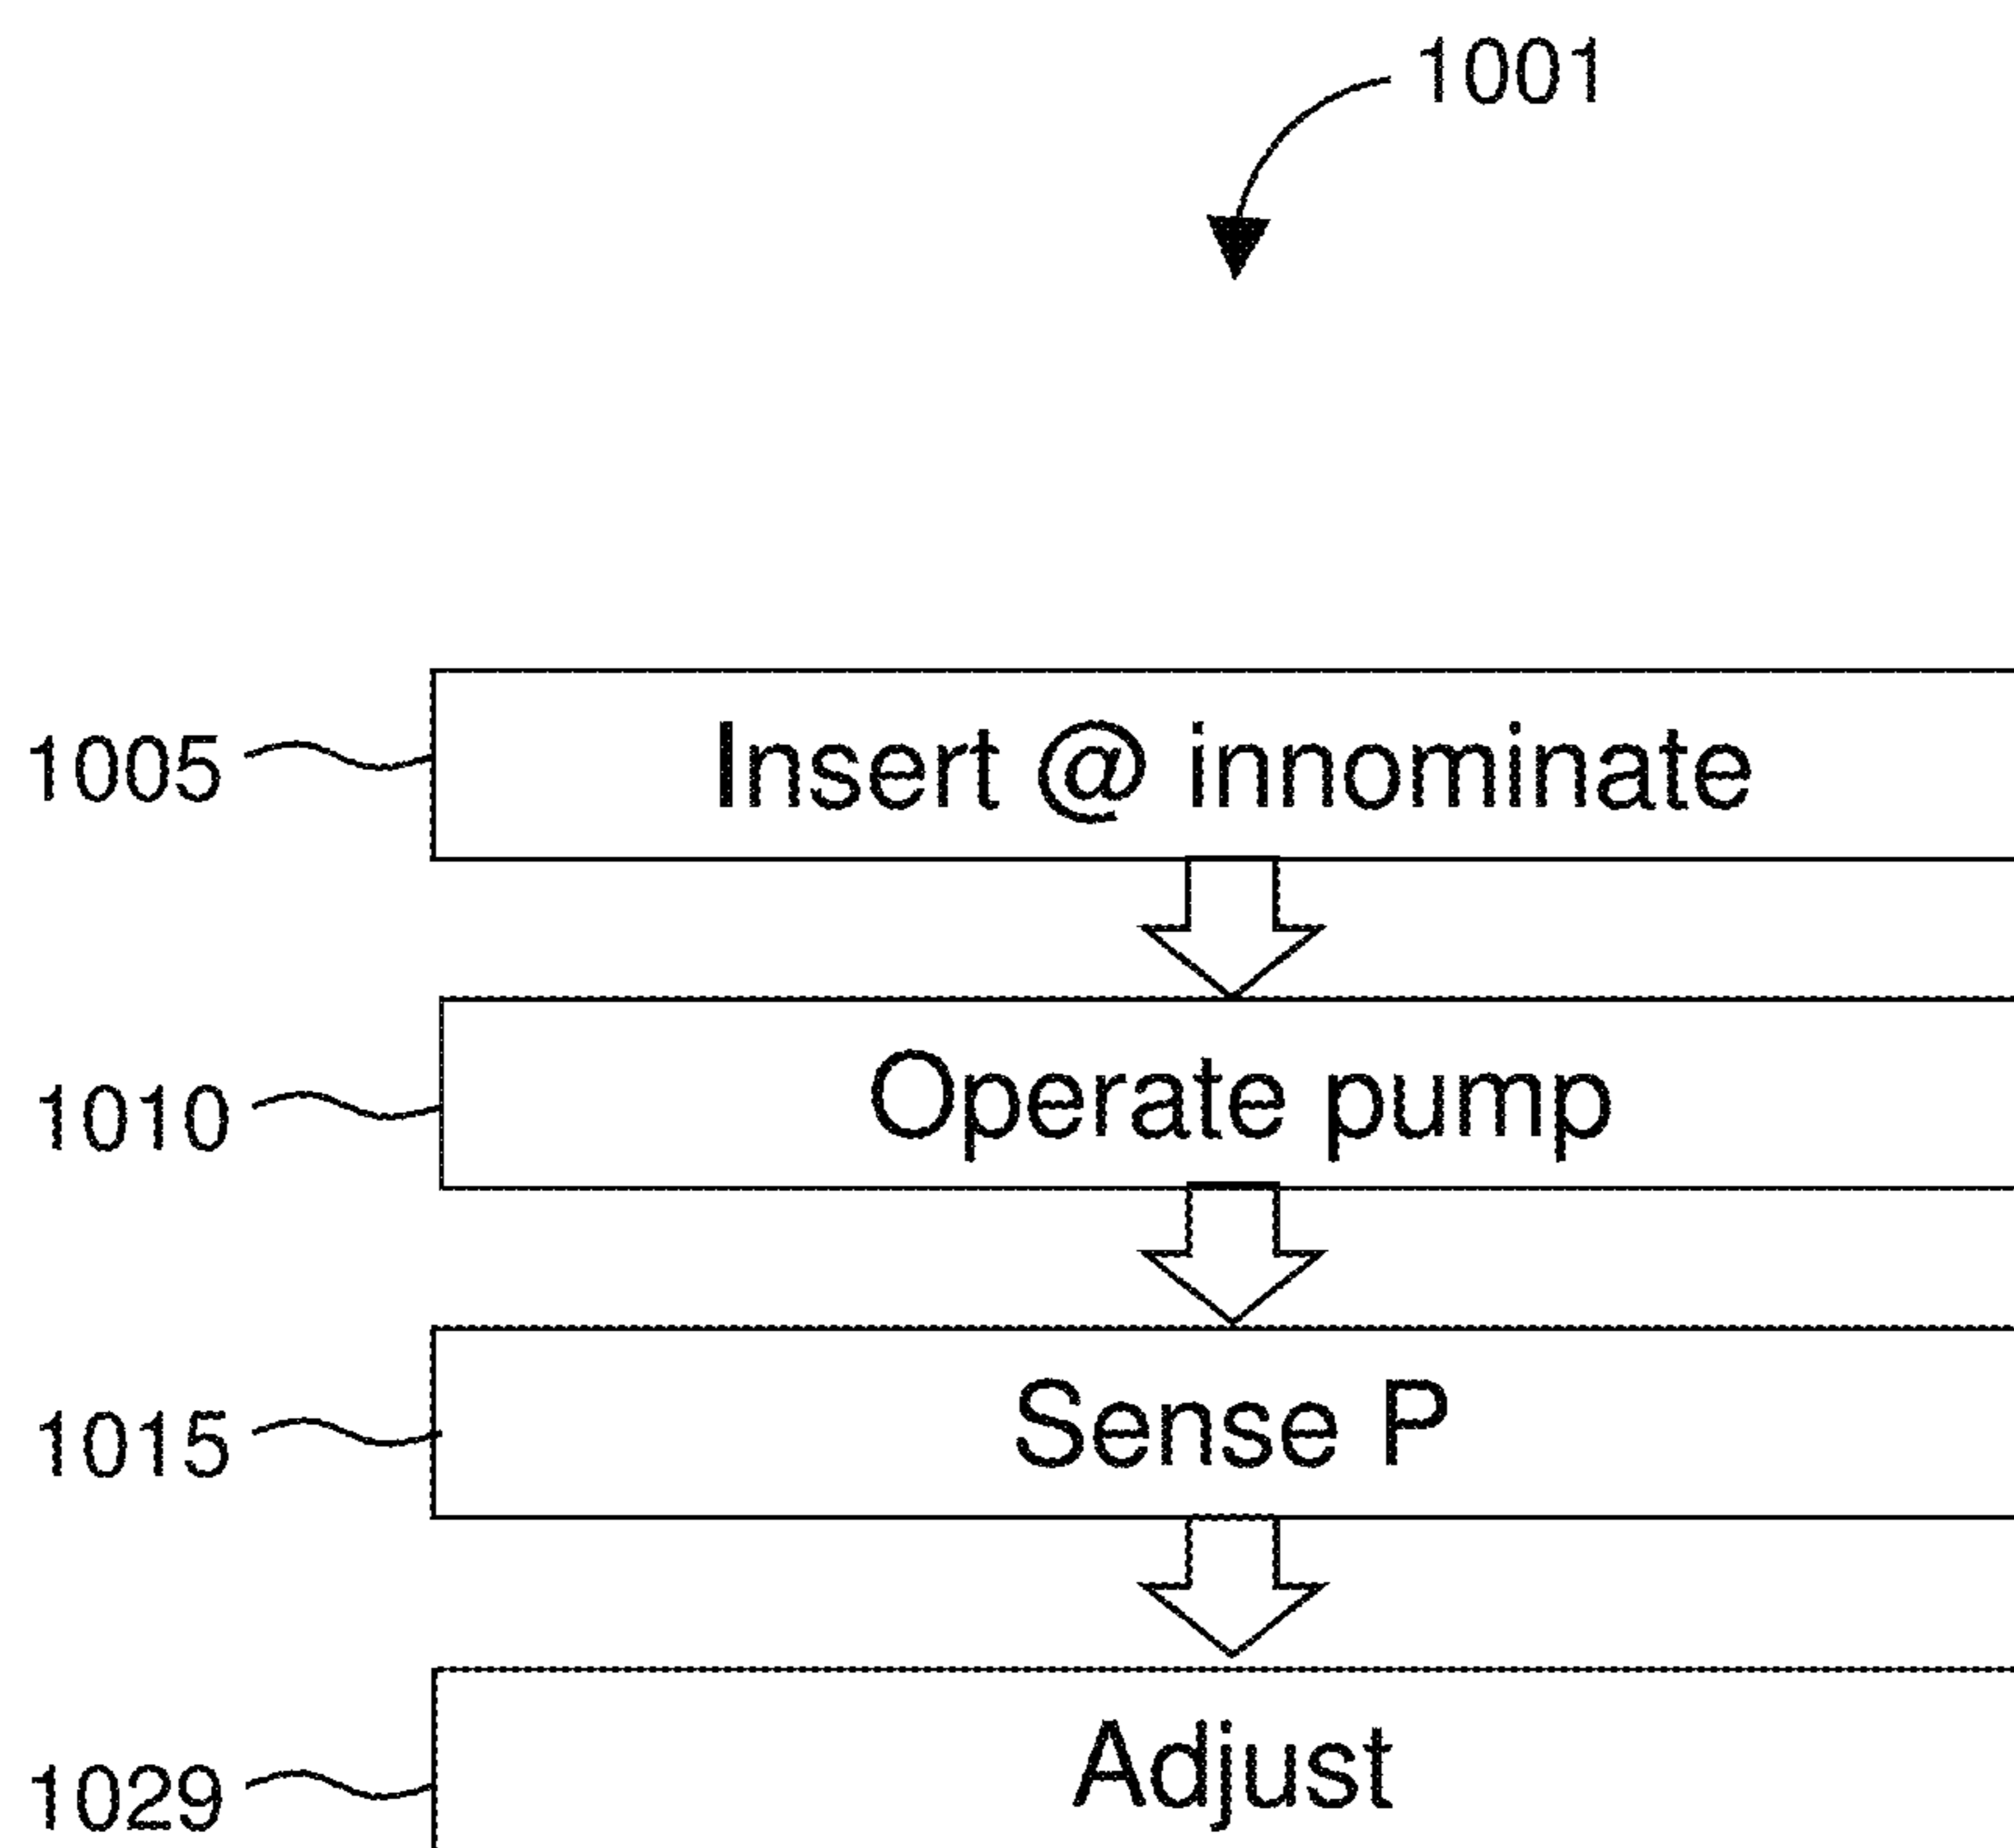 1001
1005 Insert @ innominate
1010 Operate pump
1015 Sense P
1029 Adjust